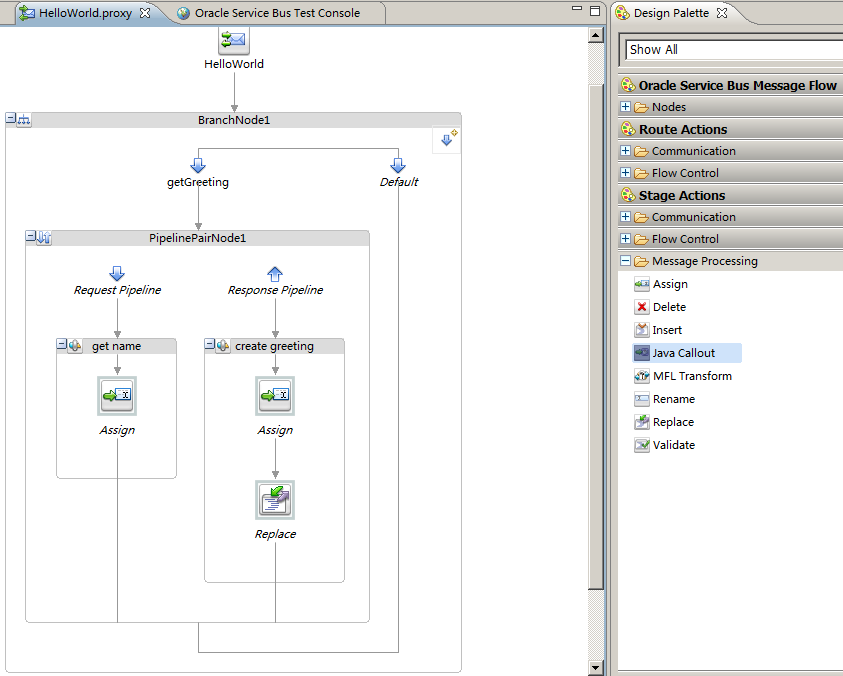 HelloWorld.proxy
Oracle Service Bus Test Console
HelloWorld
BranchNode1
getGreeting
Default
PipelinePairNode1
Request Pipeline
Response Pipeline
get name
create greeting
Assign
Assign
Replace
Design Palette
Show All
Oracle Service Bus Message Flow
Nodes
Route Actions
Communication
Flow Control
Stage Actions
Communication
Flow Control
Message Processing
Assign
Delete
Insert
Java Callout
MFL Transform
Rename
Replace
Validate